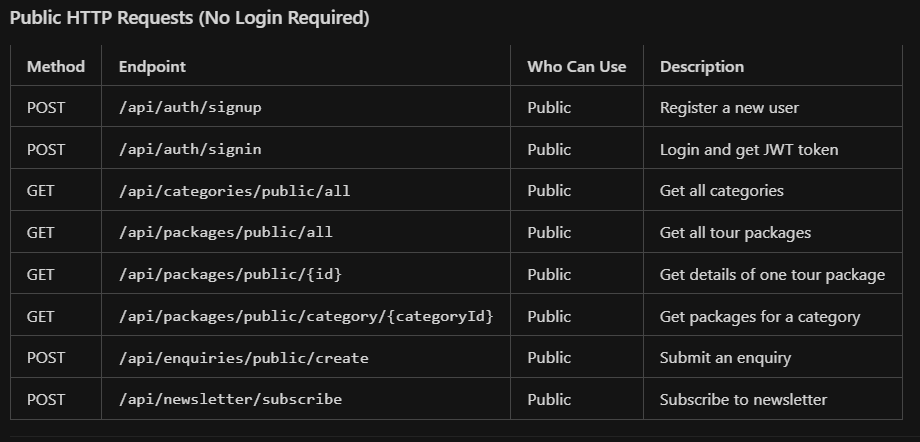 Public HTTP Requests (No Login Required)
Method Endpoint Who Can Use Description
POST /api/auth/signup Public Register a new user
POST /api/auth/signin Public Login and get JWT token
GET /api/categories/public/all Public Get all categories
GET /api/packages/public/all Public Get all tour packages
GET /api/packages/public/{id} Public Get details of one tour package
GET /api/packages/public/category/{categoryId} Public Get packages for a category
POST /api/enquiries/public/create Public Submit an enquiry
POST /api/newsletter/subscribe Public Subscribe to newsletter